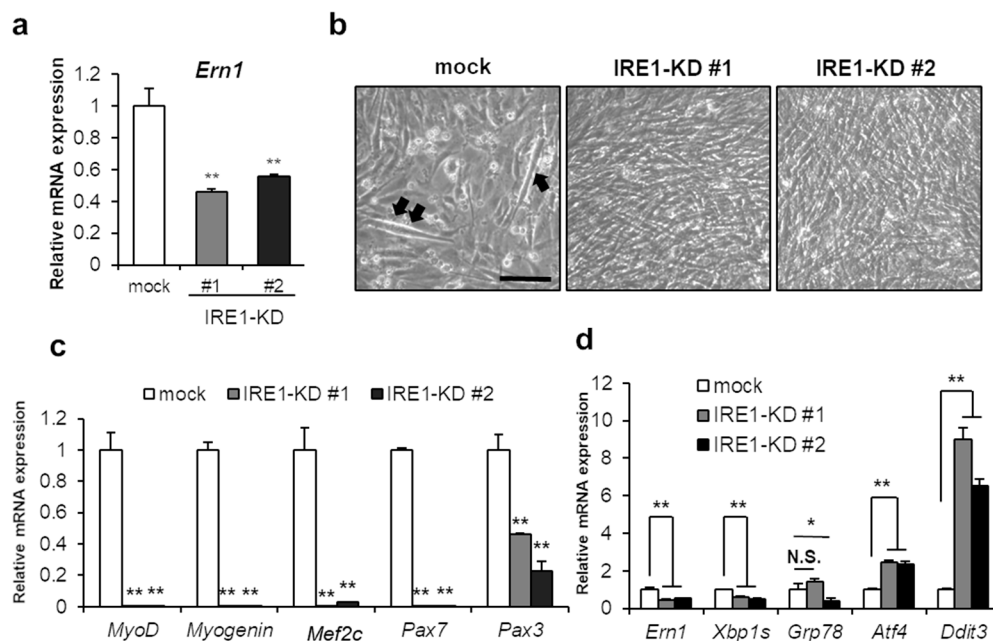 a
Ern1
Relative mRNA expression
1.2
1
0.8
0.6
0.4
0.2
0
**
**
mock
#1
#2
IRE1-KD
b
mock
IRE1-KD #1
IRE1-KD #2
c
mock
IRE1-KD #1
IRE1-KD #2
Relative mRNA expression
1.2
1
0.8
0.6
0.4
0.2
0
** **
** **
** **
** **
** **
MyoD
Myogenin
Mef2c
Pax7
Pax3
d
mock
IRE1-KD #1
IRE1-KD #2
Relative mRNA expression
12
10
8
6
4
2
0
**
**
*
N.S.
**
**
Ern1
Xbp1s
Grp78
Atf4
Ddit3